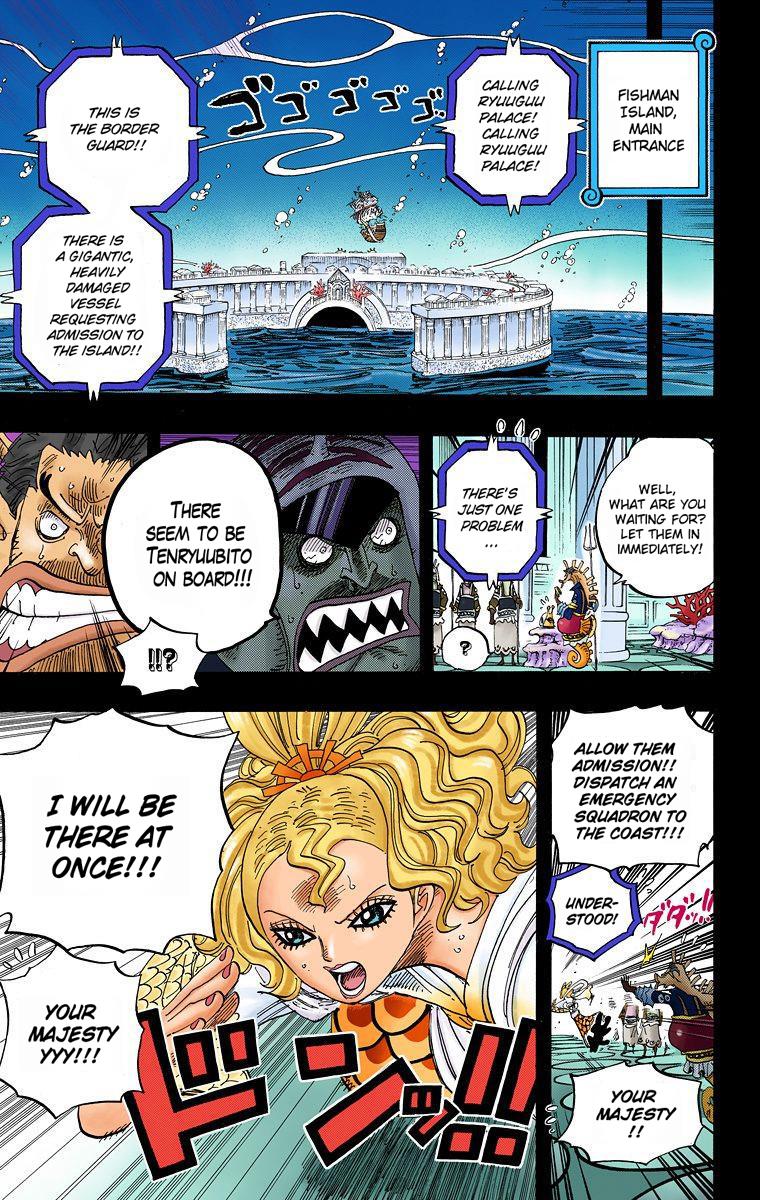 FISHMAN
ISLAND,
MAIN
ENTRANCE
CALLING
RYUUGUU
PALACE!
CALLING
RYUUGUU
PALACE!
ゴゴゴゴゴ
THIS IS
THE BORDER
GUARD!!
THERE IS
A GIGANTIC,
HEAVILY
DAMAGED
VESSEL
REQUESTING
ADMISSION TO
THE ISLAND!!
WELL,
WHAT ARE YOU
WAITING FOR?
LET THEM IN
IMMEDIATELY!
THERE'S
JUST ONE
PROBLEM
...
?
THERE
SEEM TO BE
TENRYUUBITO
ON BOARD!!!
!!?
ALLOW THEM
ADMISSION!!
DISPATCH AN
EMERGENCY
SQUADRON TO
THE COAST!!!
UNDER-
STOOD!
ダダッ!!
YOUR
MAJESTY
!!
I WILL BE
THERE AT
ONCE!!!
YOUR
MAJESTY
YYY!!!
ドンッ!!